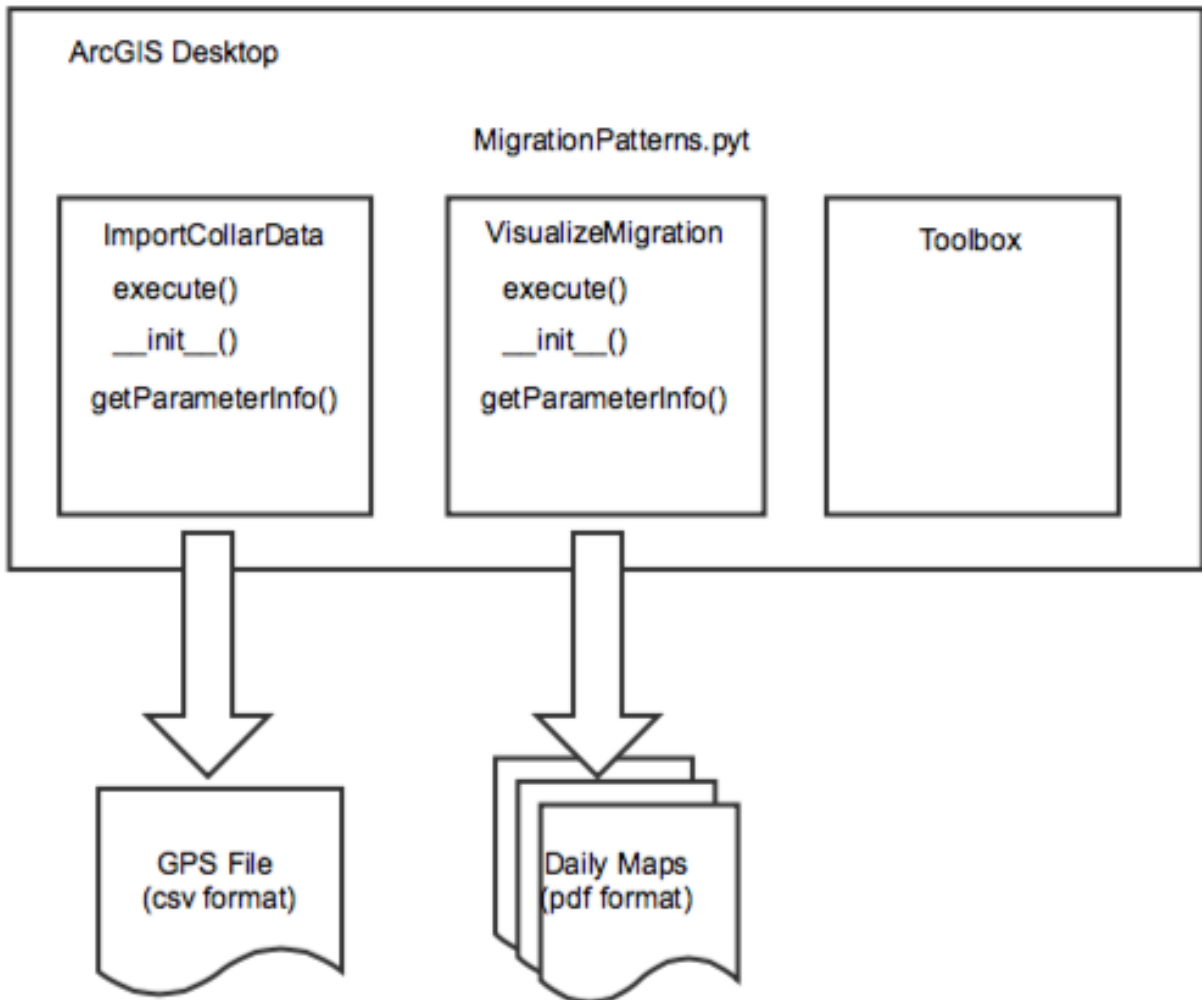 ArcGIS Desktop
MigrationPatterns.pyt
ImportCollarData
execute()
__init__()
getParameterInfo()
VisualizeMigration
execute()
__init__()
getParameterInfo()
Toolbox
GPS File
(csv format)
Daily Maps
(pdf format)